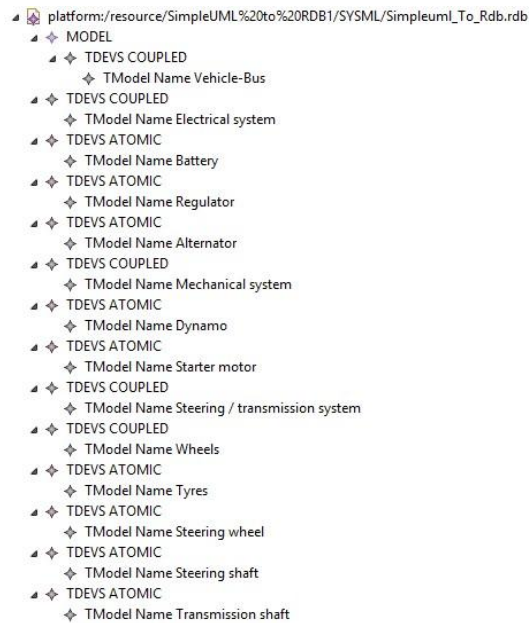 platform:/resource/SimpleUML%20to%20RDB1/SYSML/Simpleuml_To_Rdb.rdb
MODEL
TDEVS COUPLED
TModel Name Vehicle-Bus
TDEVS COUPLED
TModel Name Electrical system
TDEVS ATOMIC
TModel Name Battery
TDEVS ATOMIC
TModel Name Regulator
TDEVS ATOMIC
TModel Name Alternator
TDEVS COUPLED
TModel Name Mechanical system
TDEVS ATOMIC
TModel Name Dynamo
TDEVS ATOMIC
TModel Name Starter motor
TDEVS COUPLED
TModel Name Steering / transmission system
TDEVS COUPLED
TModel Name Wheels
TDEVS ATOMIC
TModel Name Tyres
TDEVS ATOMIC
TModel Name Steering wheel
TDEVS ATOMIC
TModel Name Steering shaft
TDEVS ATOMIC
TModel Name Transmission shaft